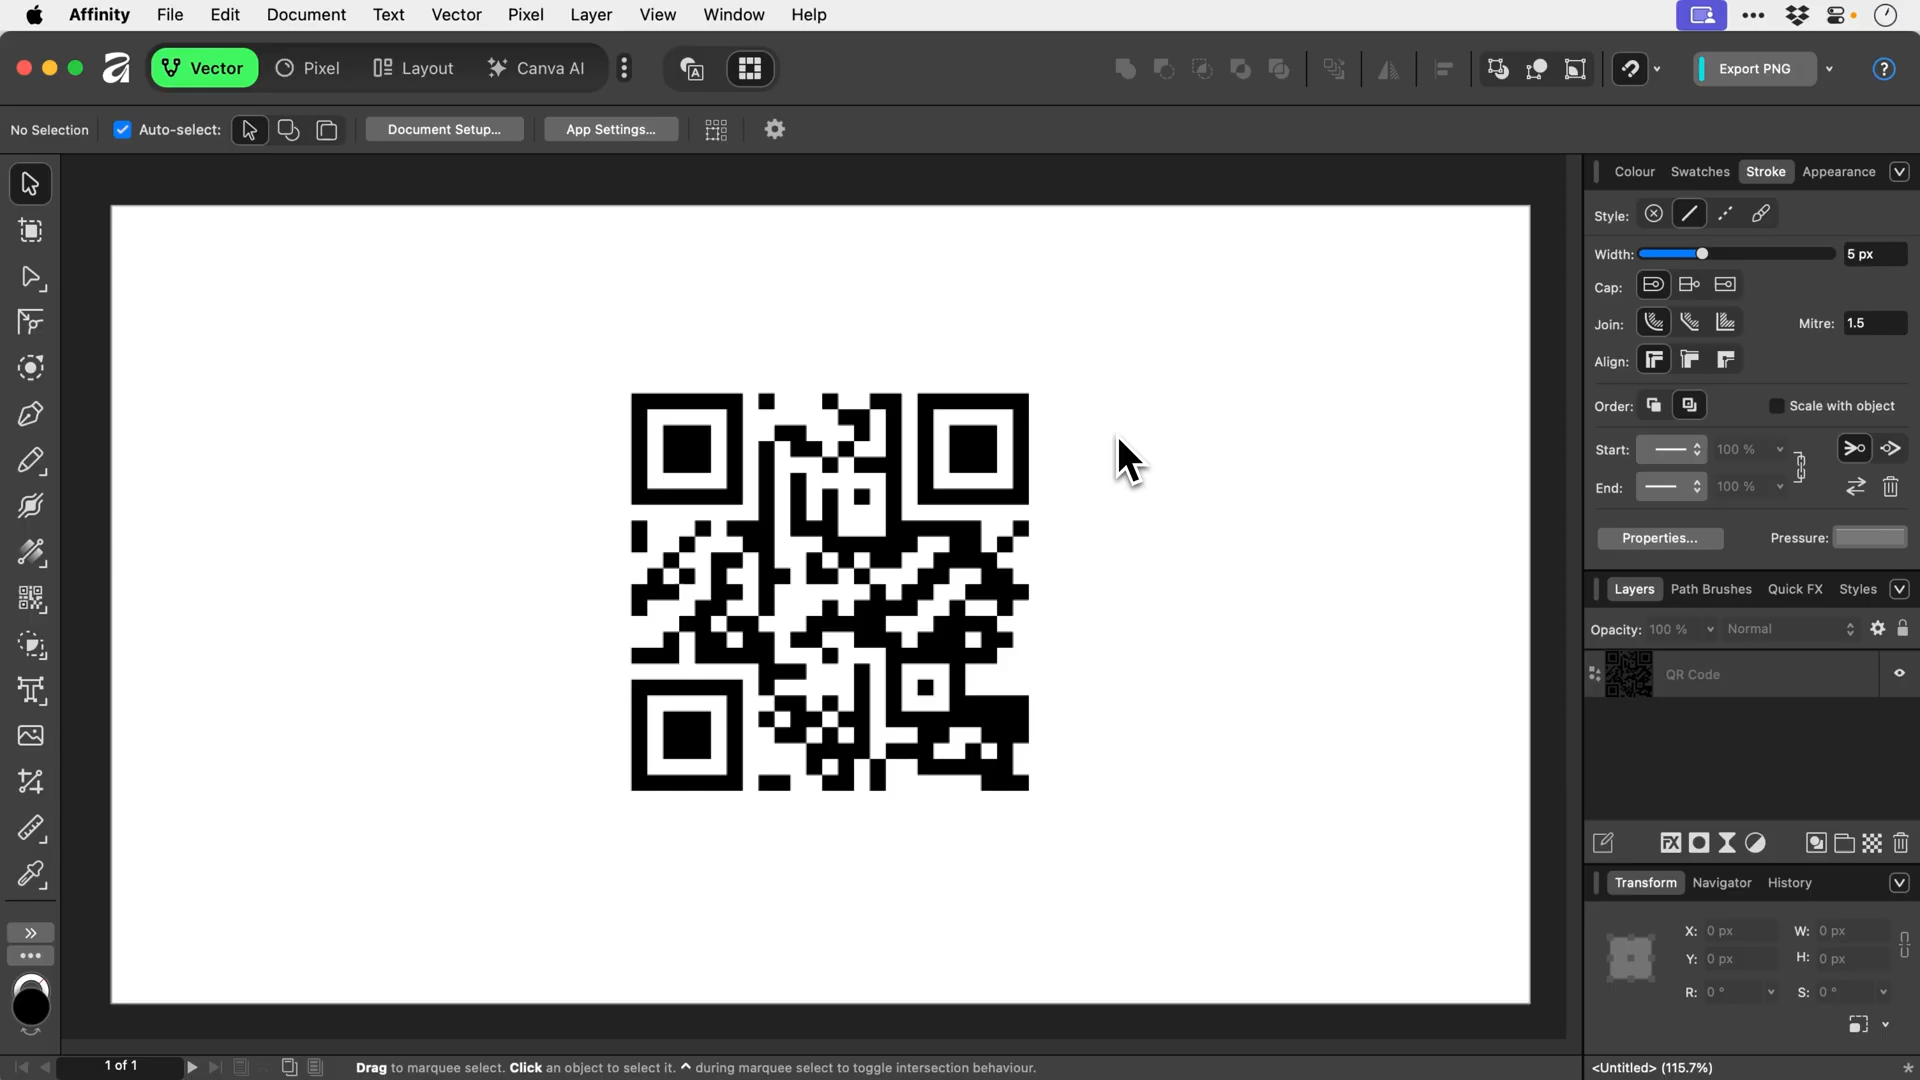 Affinity File Edit Document Text Vector Pixel Layer View Window Help
Vector Pixel Layout Canva AI Export PNG ?
No Selection Auto-select: Document Setup... App Settings...
Colour Swatches Stroke Appearance
Style:
Width: 5 px
Cap:
Join: Mitre: 1.5
Align:
Order: Scale with object
Start: 100 %
End: 100 %
Properties... Pressure:
Layers Path Brushes Quick FX Styles
Opacity: 100 % Normal
QR Code
FX
Transform Navigator History
X: 0 px W: 0 px
Y: 0 px H: 0 px
R: 0 ° S: 0 °
1 of 1 Drag to marquee select. Click an object to select it. ^ during marquee select to toggle intersection behaviour. <Untitled> (115.7%) *